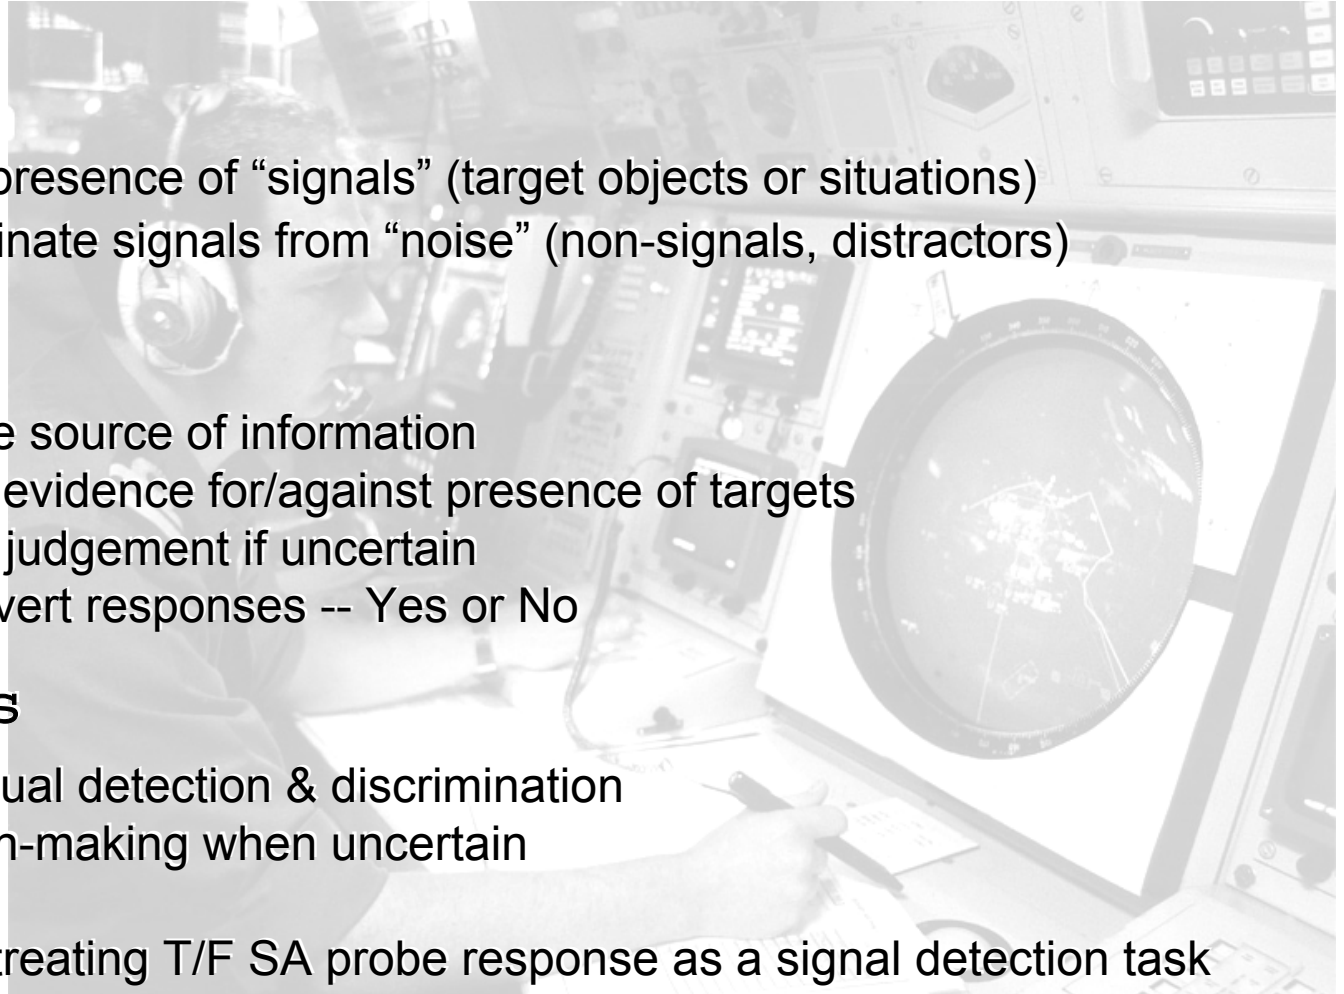 presence of “signals” (target objects or situations)
inate signals from “noise” (non-signals, distractors)
e source of information
evidence for/against presence of targets
judgement if uncertain
vert responses -- Yes or No
s
ual detection & discrimination
n-making when uncertain
treating T/F SA probe response as a signal detection task